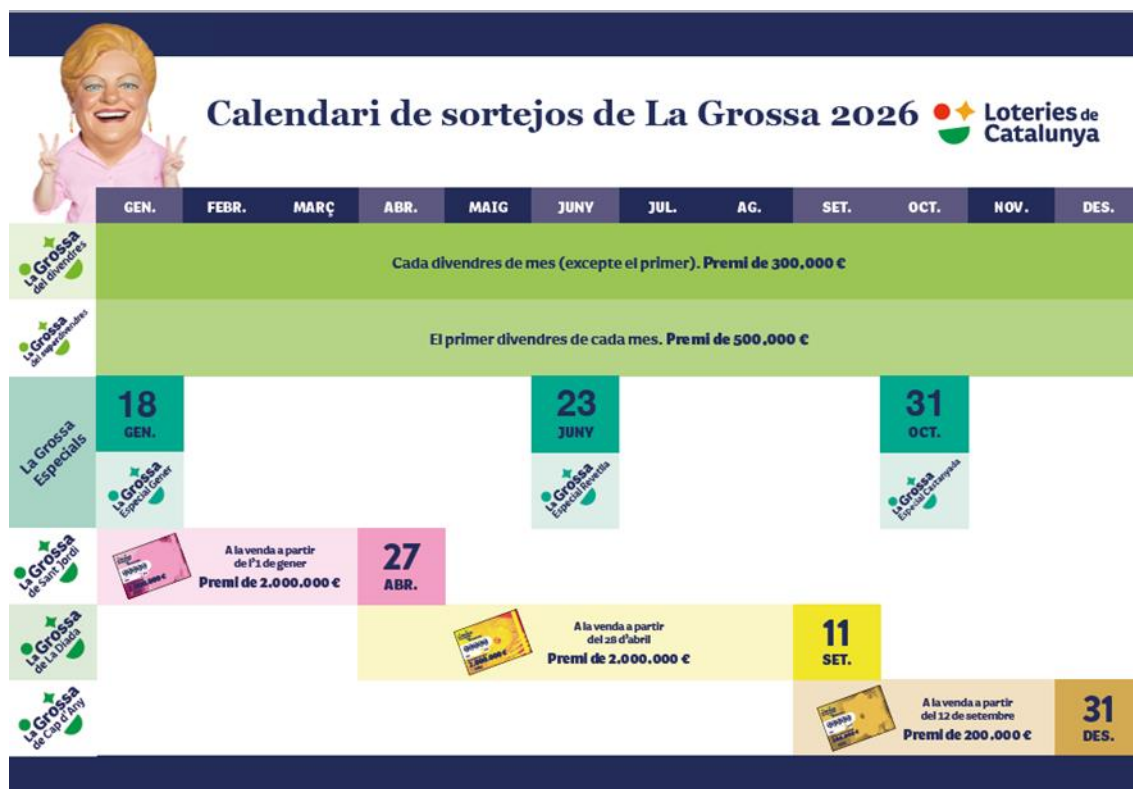 Calendari de sortejos de La Grossa 2026
Loteries de
Catalunya
GEN. FEBR. MARÇ ABR. MAIG JUNY JUL. AG. SET. OCT. NOV. DES.
La Grossa
del divendres
Cada divendres de mes (excepte el primer). Premi de 300,000 €
La Grossa
del superdivendres
El primer divendres de cada mes. Premi de 500,000 €
La Grossa
Especials
18
GEN.
23
JUNY
31
OCT.
La Grossa
Especial Gener
La Grossa
Especial Revetlla
La Grossa
Especial Castanyada
La Grossa
de Sant Jordi
A la venda a partir
de l'1 de gener
Premi de 2.000.000 €
27
ABR.
La Grossa
de La Diada
A la venda a partir
del 28 d'abril
Premi de 2.000.000 €
11
SET.
La Grossa
de Cap d'Any
A la venda a partir
del 12 de setembre
Premi de 200.000 €
31
DES.